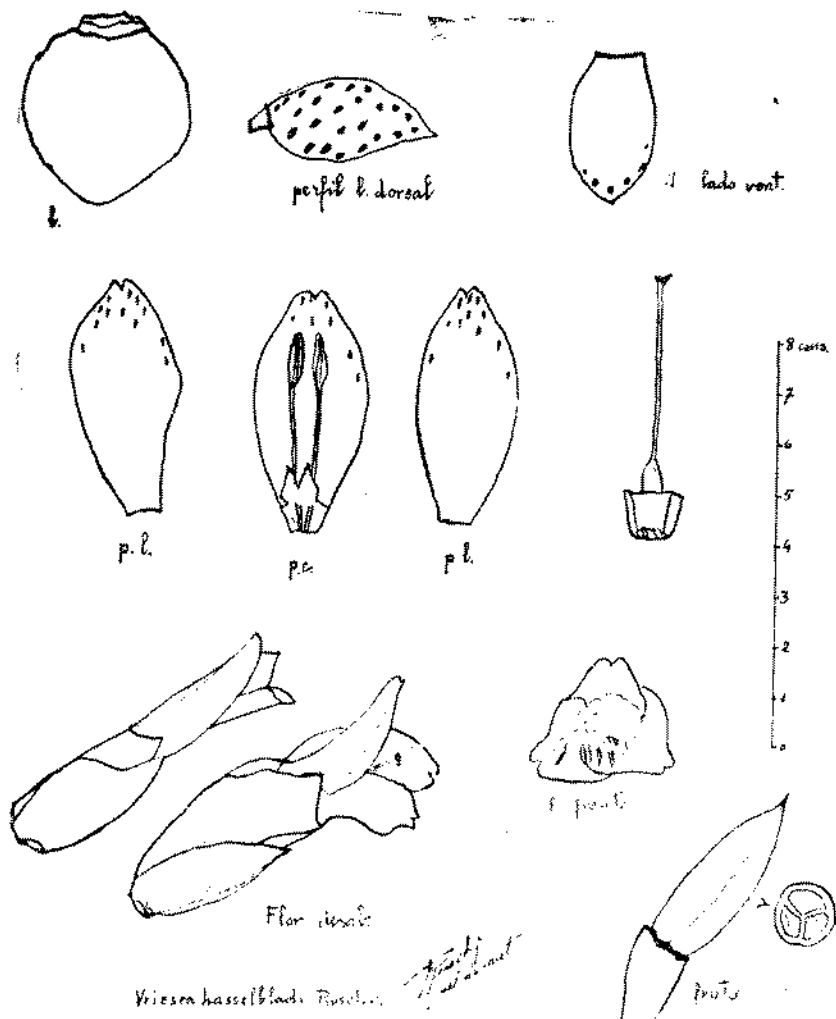 b.
perfil l. dorsal
lado vent.
p. l.
p.c.
p l.
8 cms.
7
6
5
4
3
2
1
0
Flor
Vriesea hasselbladi Ruschi
fruto